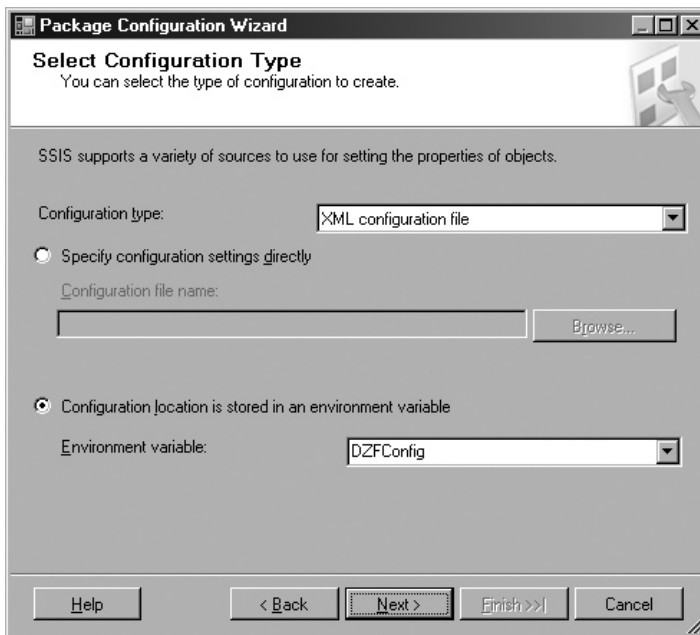 Package Configuration Wizard
Select Configuration Type
You can select the type of configuration to create.
SSIS supports a variety of sources to use for setting the properties of objects.
Configuration type: XML configuration file
Specify configuration settings directly
Configuration file name:
Browse...
Configuration location is stored in an environment variable
Environment variable: DZFConfig
Help < Back Next > Finish >>| Cancel